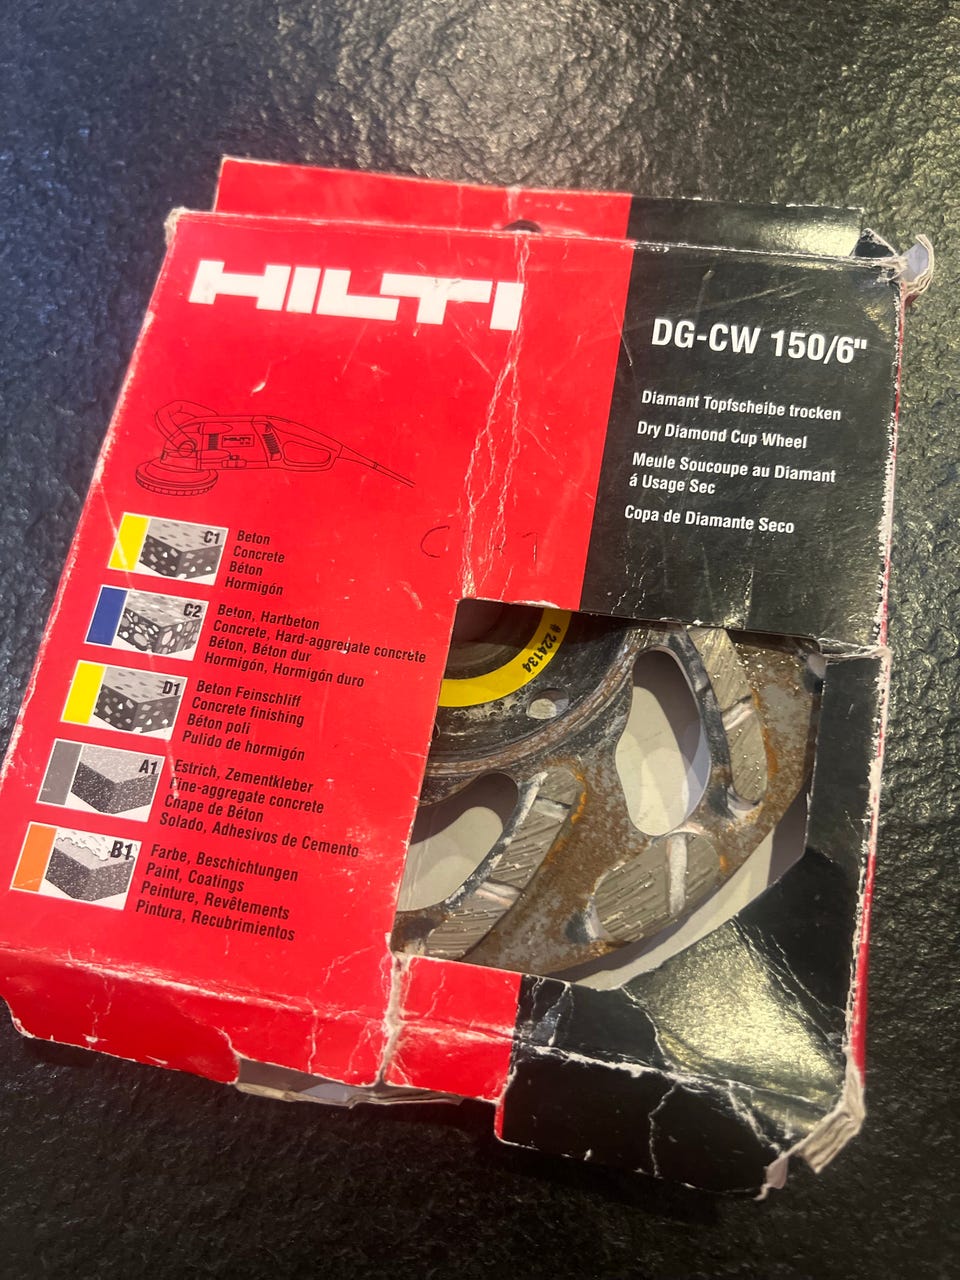 HILTI
DG-CW 150/6"
Diamant Topfscheibe trocken
Dry Diamond Cup Wheel
Meule Soucoupe au Diamant
á Usage Sec
Copa de Diamante Seco
HILTI
C1
Beton
Concrete
Béton
Hormigón
C2
Beton, Hartbeton
Concrete, Hard-aggregate concrete
Béton, Béton dur
Hormigón, Hormigón duro
D1
Beton Feinschliff
Concrete finishing
Béton poli
Pulido de hormigón
A1
Estrich, Zementkleber
Fine-aggregate concrete
Chape de Béton
Solado, Adhesivos de Cemento
B1
Farbe, Beschichtungen
Paint, Coatings
Peinture, Revêtements
Pintura, Recubrimientos
# 224134